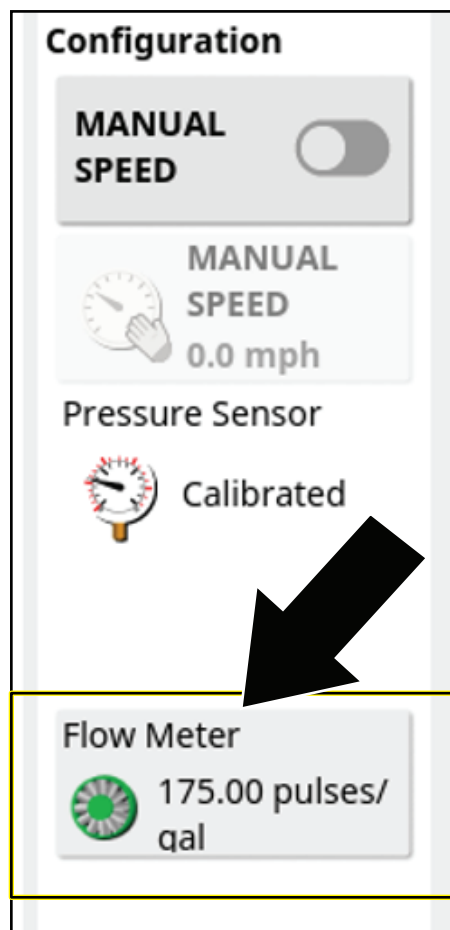 Configuration
MANUAL
SPEED
MANUAL
SPEED
0.0 mph
Pressure Sensor
Calibrated
Flow Meter
175.00 pulses/
gal